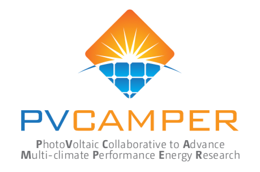 PVCAMPER
PhotoVoltaic Collaborative to Advance
Multi-climate Performance Energy Research